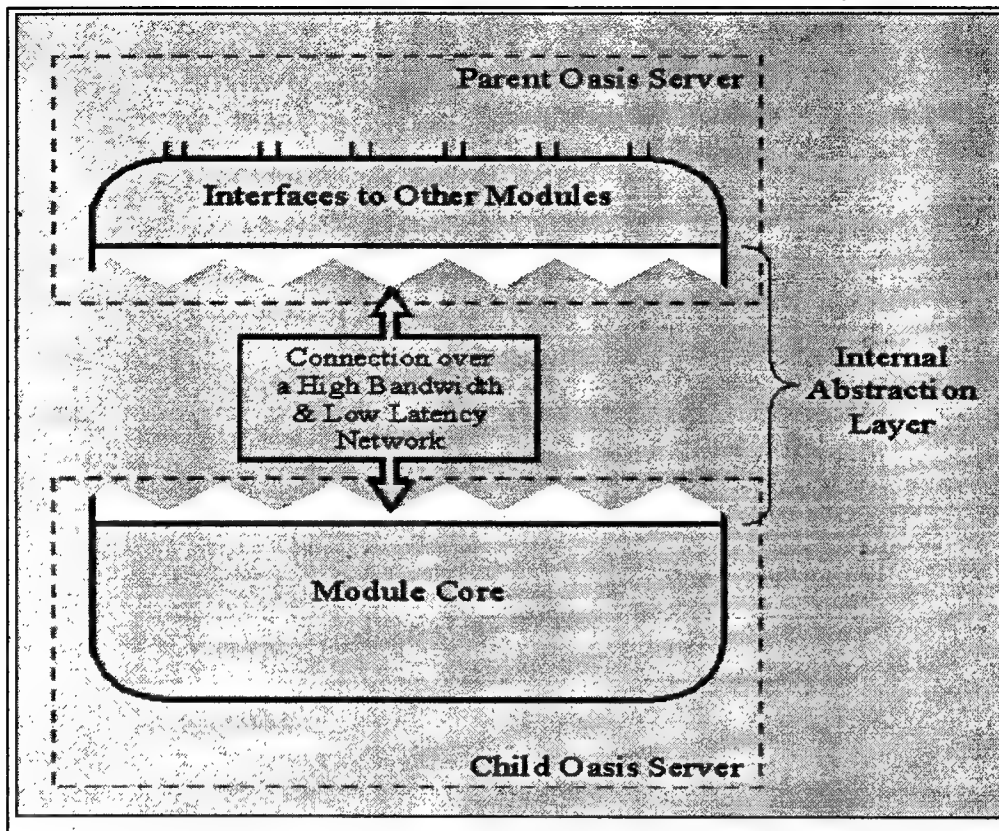 Parent Oasis Server
Interfaces to Other Modules
Connection over
a High Bandwidth
& Low Latency
Network
Internal
Abstraction
Layer
Module Core
Child Oasis Server